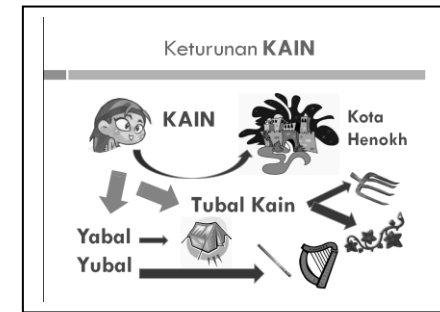 Keturunan KAIN
KAIN
Kota
Henokh
Tubal Kain
Yabal
Yubal